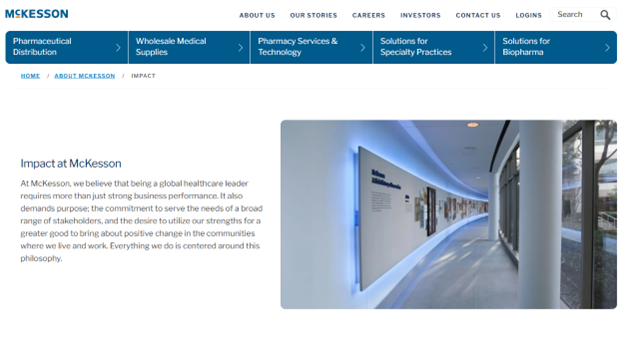 MCKESSON
ABOUT US OUR STORIES CAREERS INVESTORS CONTACT US LOGINS Search
Pharmaceutical Distribution
Wholesale Medical Supplies
Pharmacy Services & Technology
Solutions for Specialty Practices
Solutions for Biopharma
HOME / ABOUT MCKESSON / IMPACT
Impact at McKesson
At McKesson, we believe that being a global healthcare leader
requires more than just strong business performance. It also
demands purpose; the commitment to serve the needs of a broad
range of stakeholders, and the desire to utilize our strengths for a
greater good to bring about positive change in the communities
where we live and work. Everything we do is centered around this
philosophy.